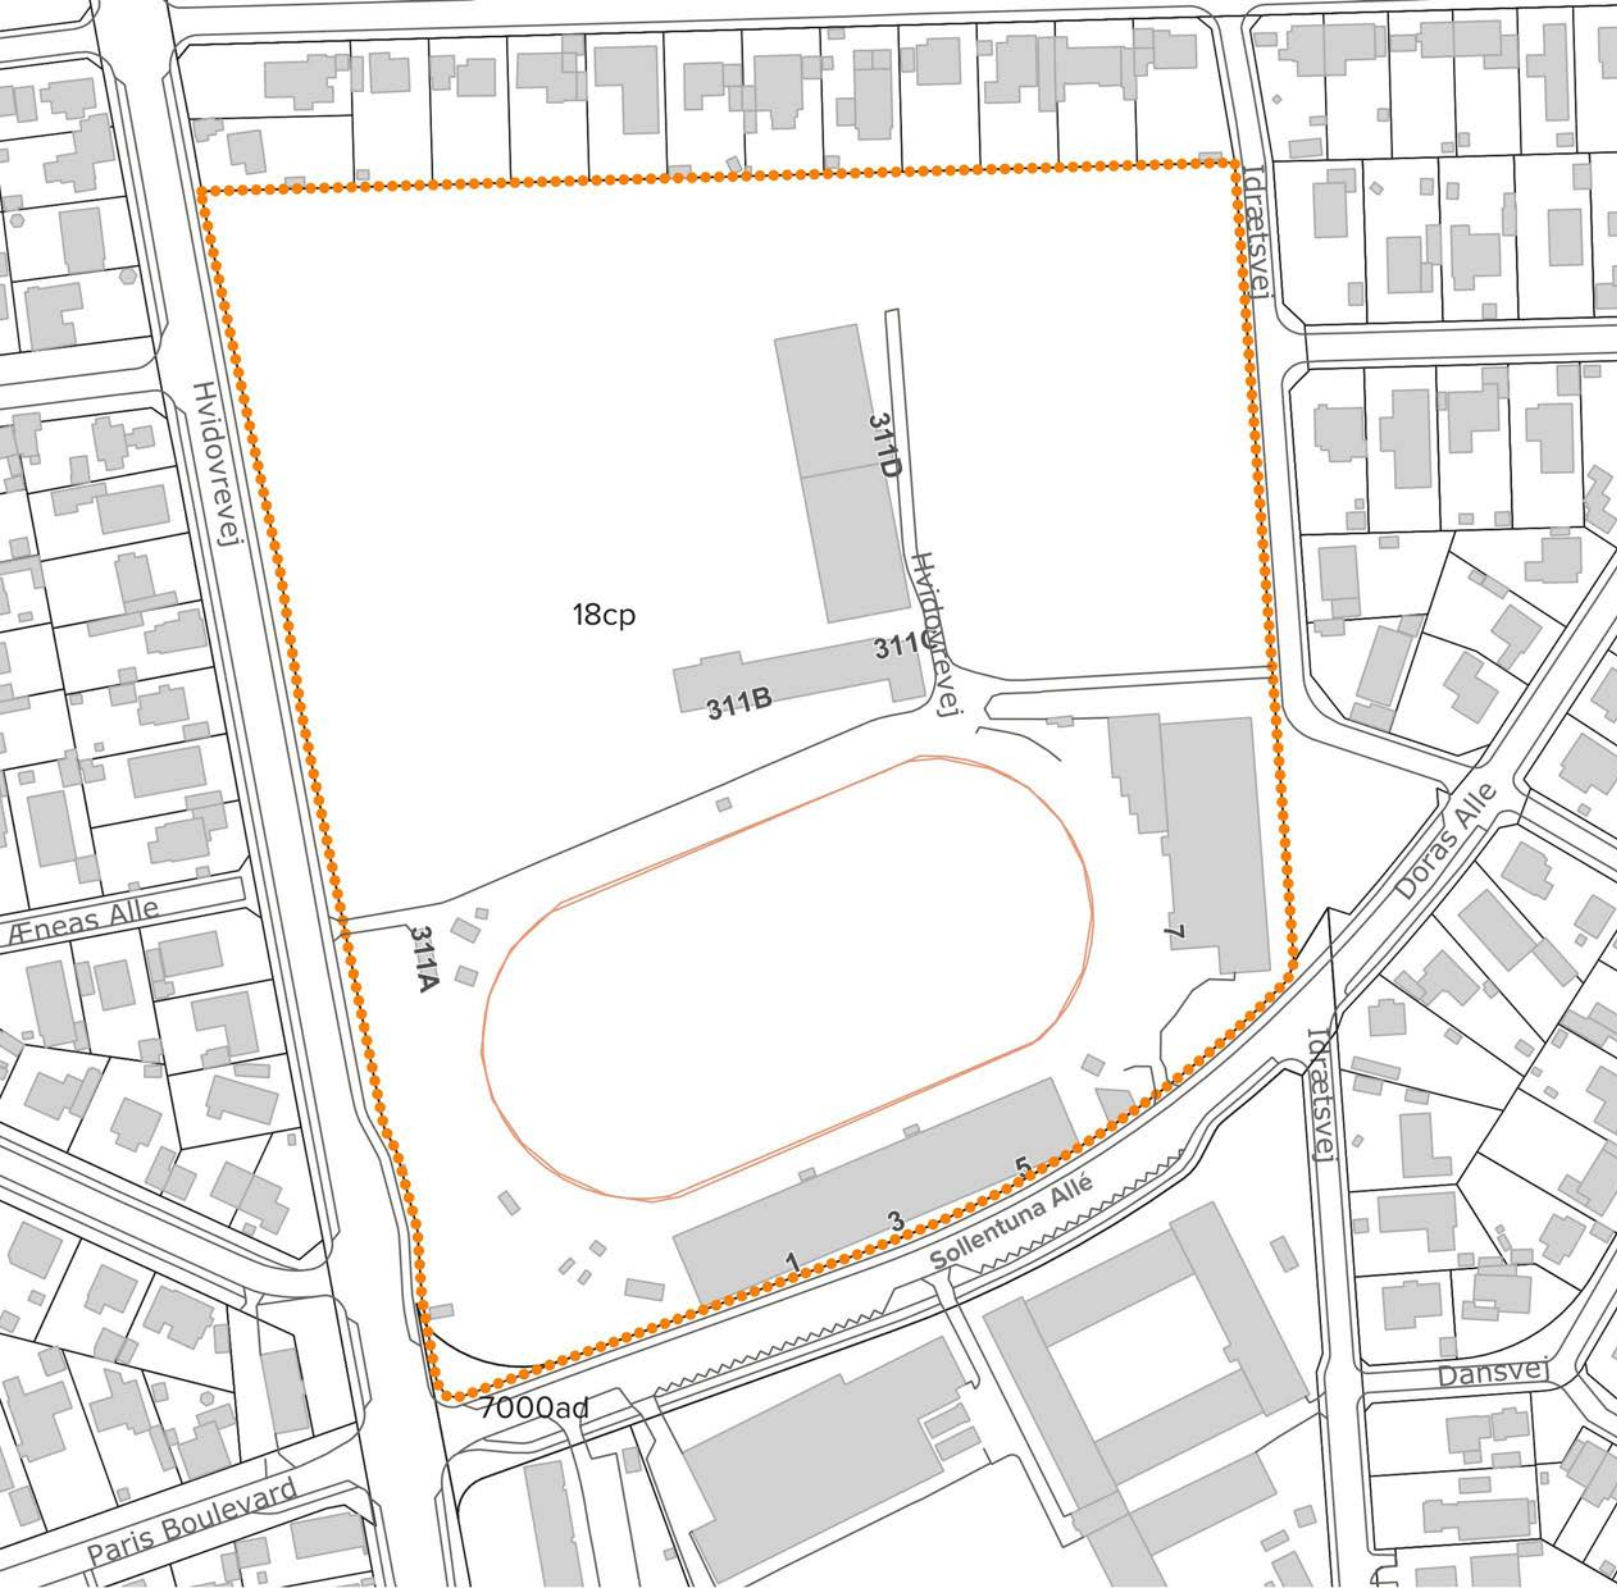 Idrætsvej
Hvidovrevej
311D
Hvidovrevej
18cp
311C
311B
Doras Alle
Æneas Alle
311A
7
Idrætsvej
5
3
Sollentuna Allé
1
Dansvej
7000ad
Paris Boulevard